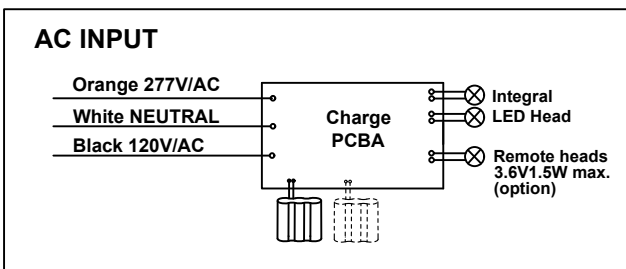 AC INPUT
Orange 277V/AC
White NEUTRAL
Black 120V/AC
Charge
PCBA
Integral
LED Head
Remote heads
3.6V1.5W max.
(option)